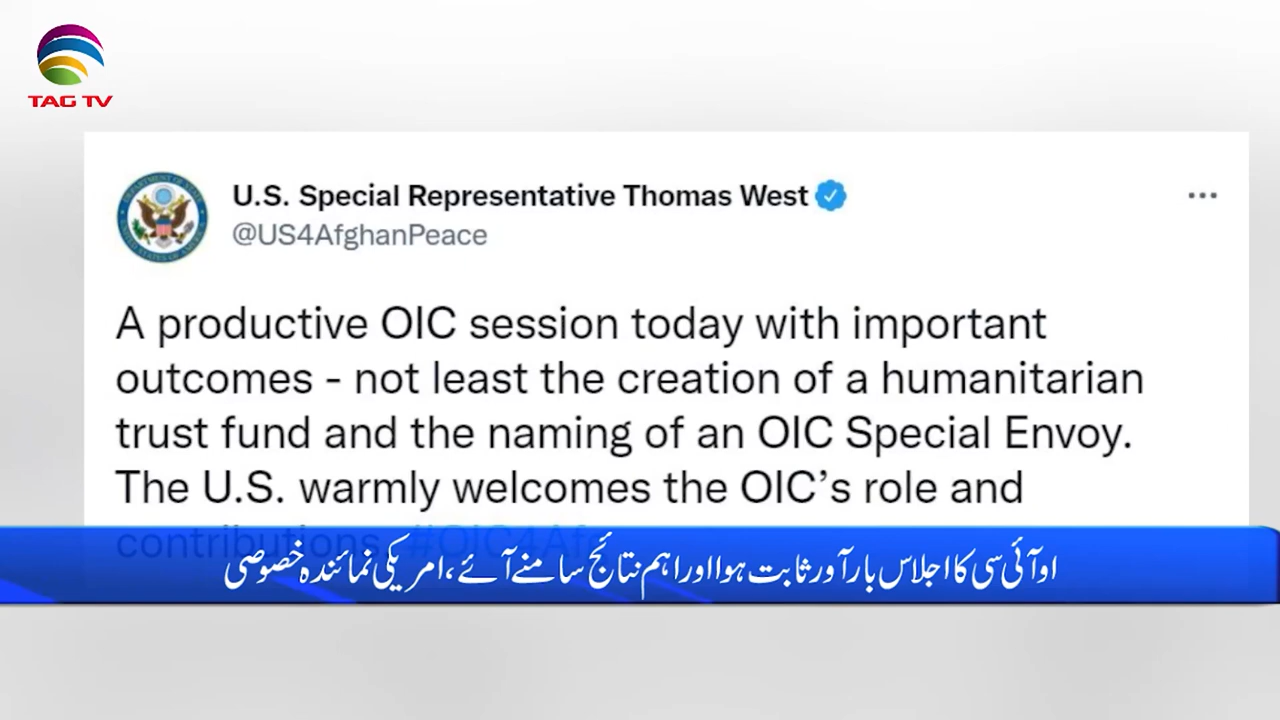 TAG TV
U.S. Special Representative Thomas West
@US4AfghanPeace
A productive OIC session today with important
outcomes - not least the creation of a humanitarian
trust fund and the naming of an OIC Special Envoy.
The U.S. warmly welcomes the OIC’s role and
contributions. #OIC4Af
او آئی سی کا اجلاس بار آور ثابت ہوا اور اہم نتائج سامنے آئے، امریکی نمائندہ خصوصی